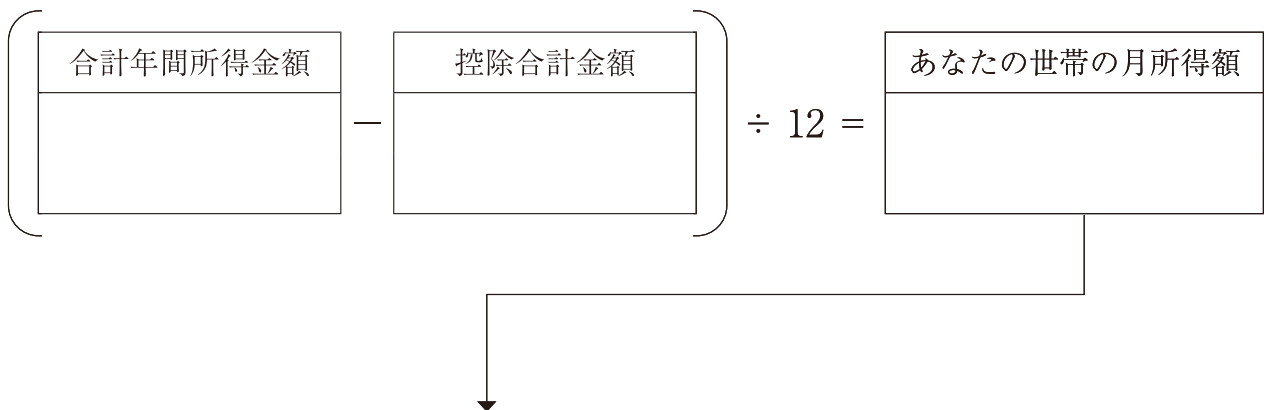 合計年間所得金額
控除合計金額
あなたの世帯の月所得額
( − ) ÷ 12 =